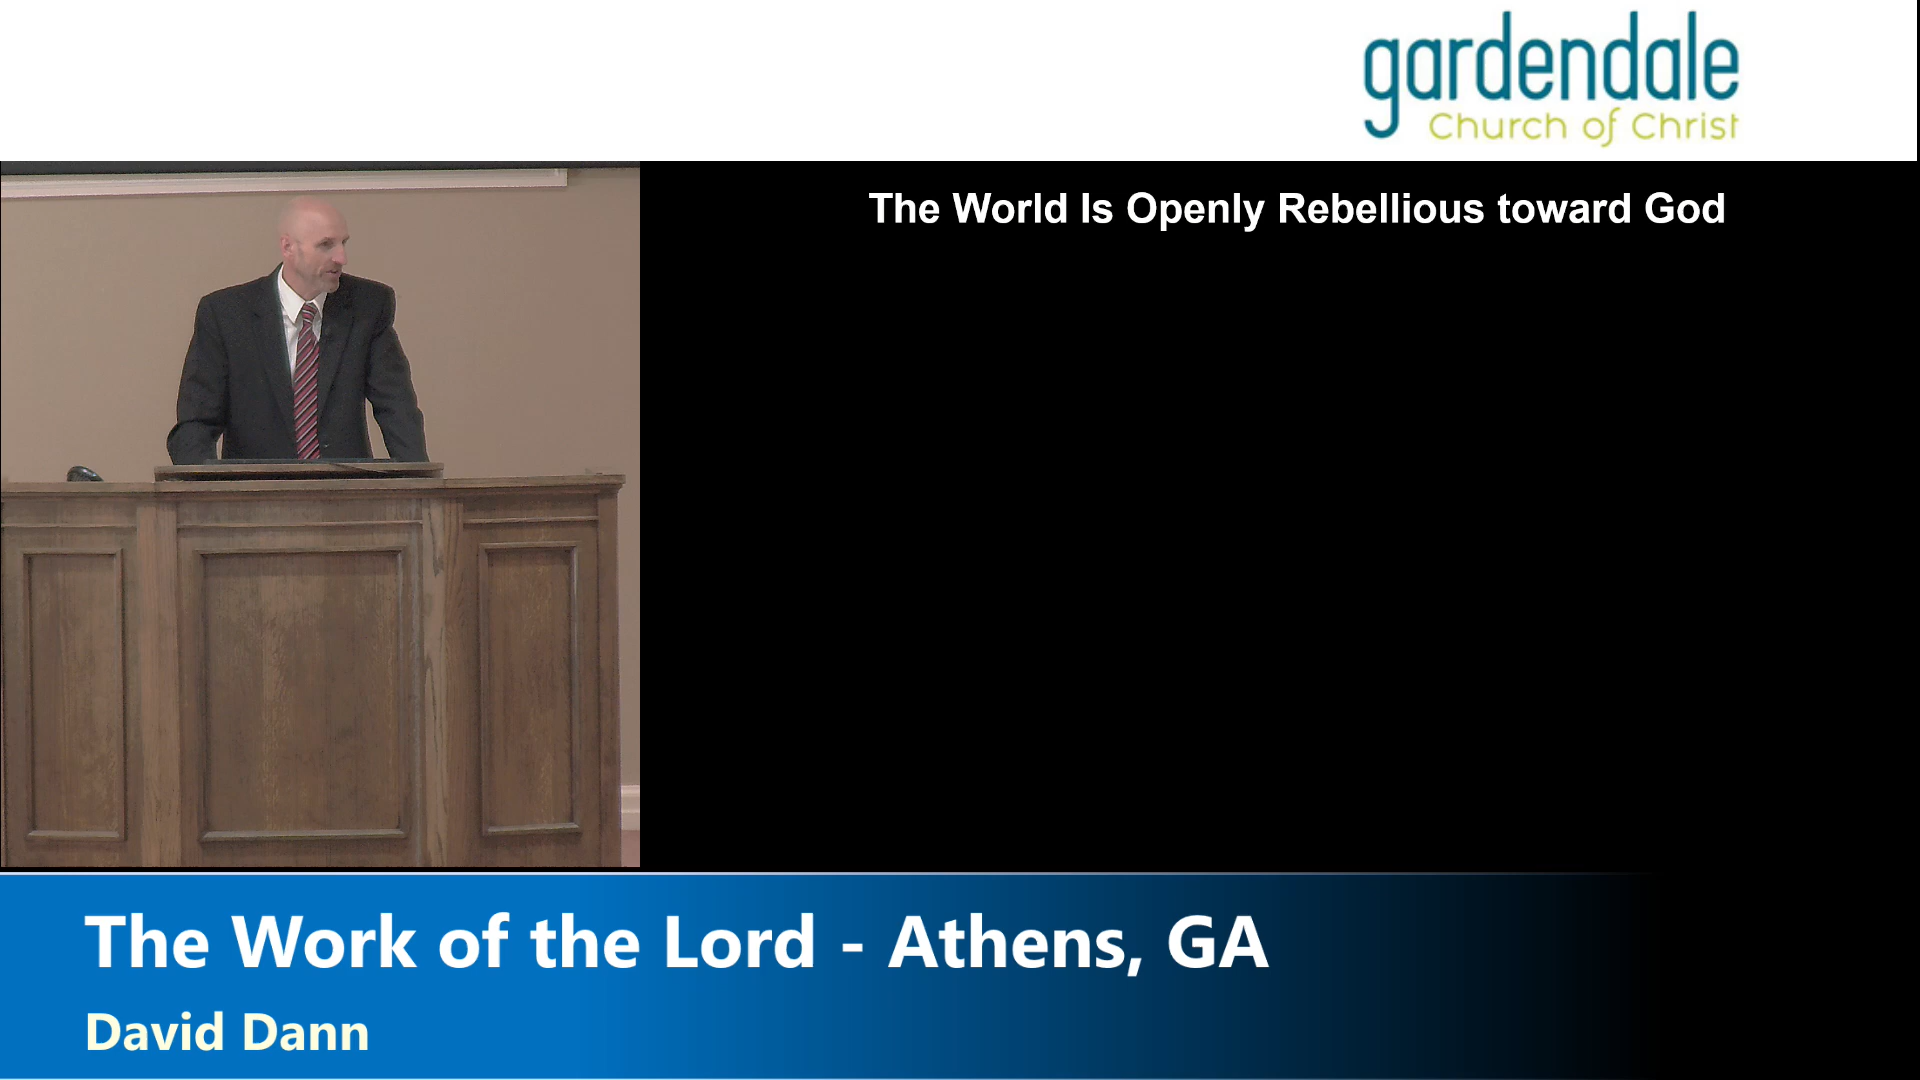 gardendale
Church of Christ
The World Is Openly Rebellious toward God
The Work of the Lord - Athens, GA
David Dann